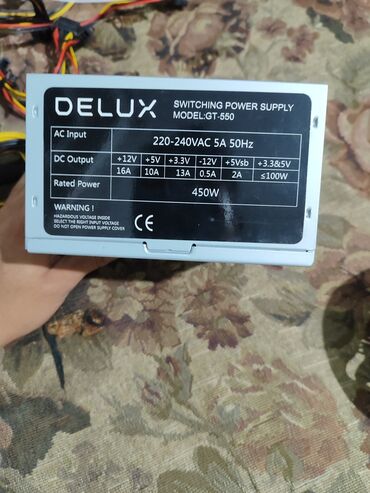 DELUX
SWITCHING POWER SUPPLY
MODEL:GT-550
AC Input 220-240VAC 5A 50Hz
DC Output +12V +5V +3.3V -12V +5Vsb +3.3&5V
16A 10A 13A 0.5A 2A ≤100W
Rated Power 450W
WARNING !
HAZARDOUS VOLTAGE INSIDE
SELECT THE RIGHT INPUT VOLTAGE
DO NOT OPEN POWER SUPPLY COVER
CE